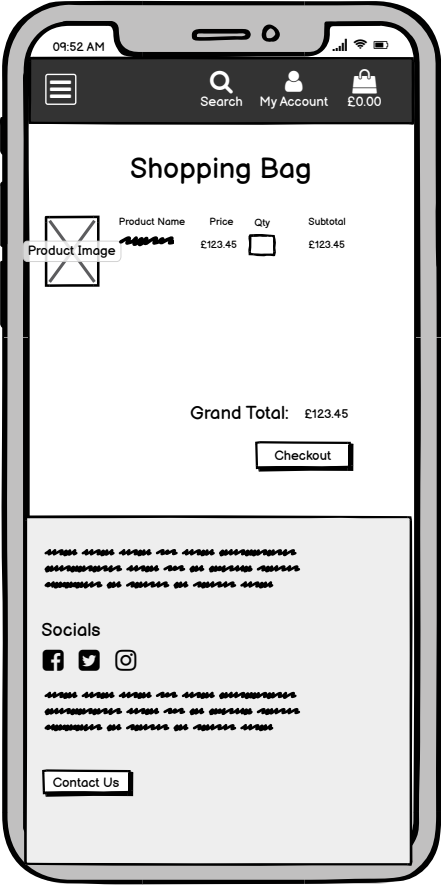 09:52 AM
Search My Account £0.00
Shopping Bag
Product Name Price Qty Subtotal
Product Image £123.45 £123.45
Grand Total: £123.45
Checkout
Socials
Contact Us